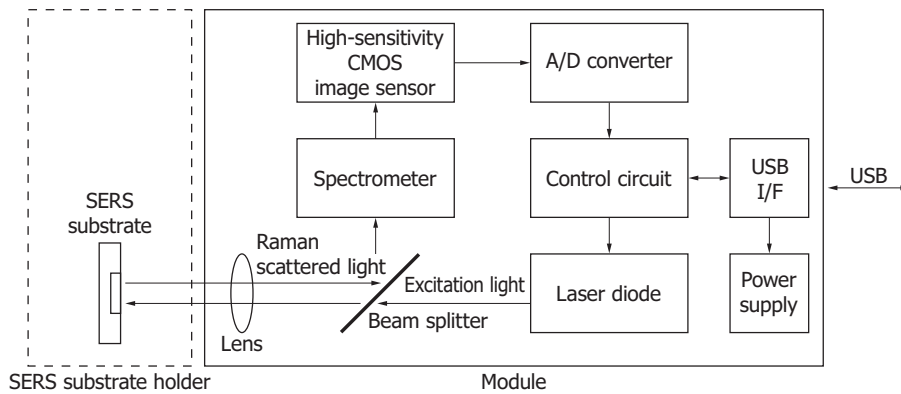 High-sensitivity
CMOS
image sensor
A/D converter
Spectrometer
Control circuit
USB
I/F
USB
SERS
substrate
Raman
scattered light
Excitation light
Laser diode
Power
supply
Beam splitter
Lens
SERS substrate holder
Module